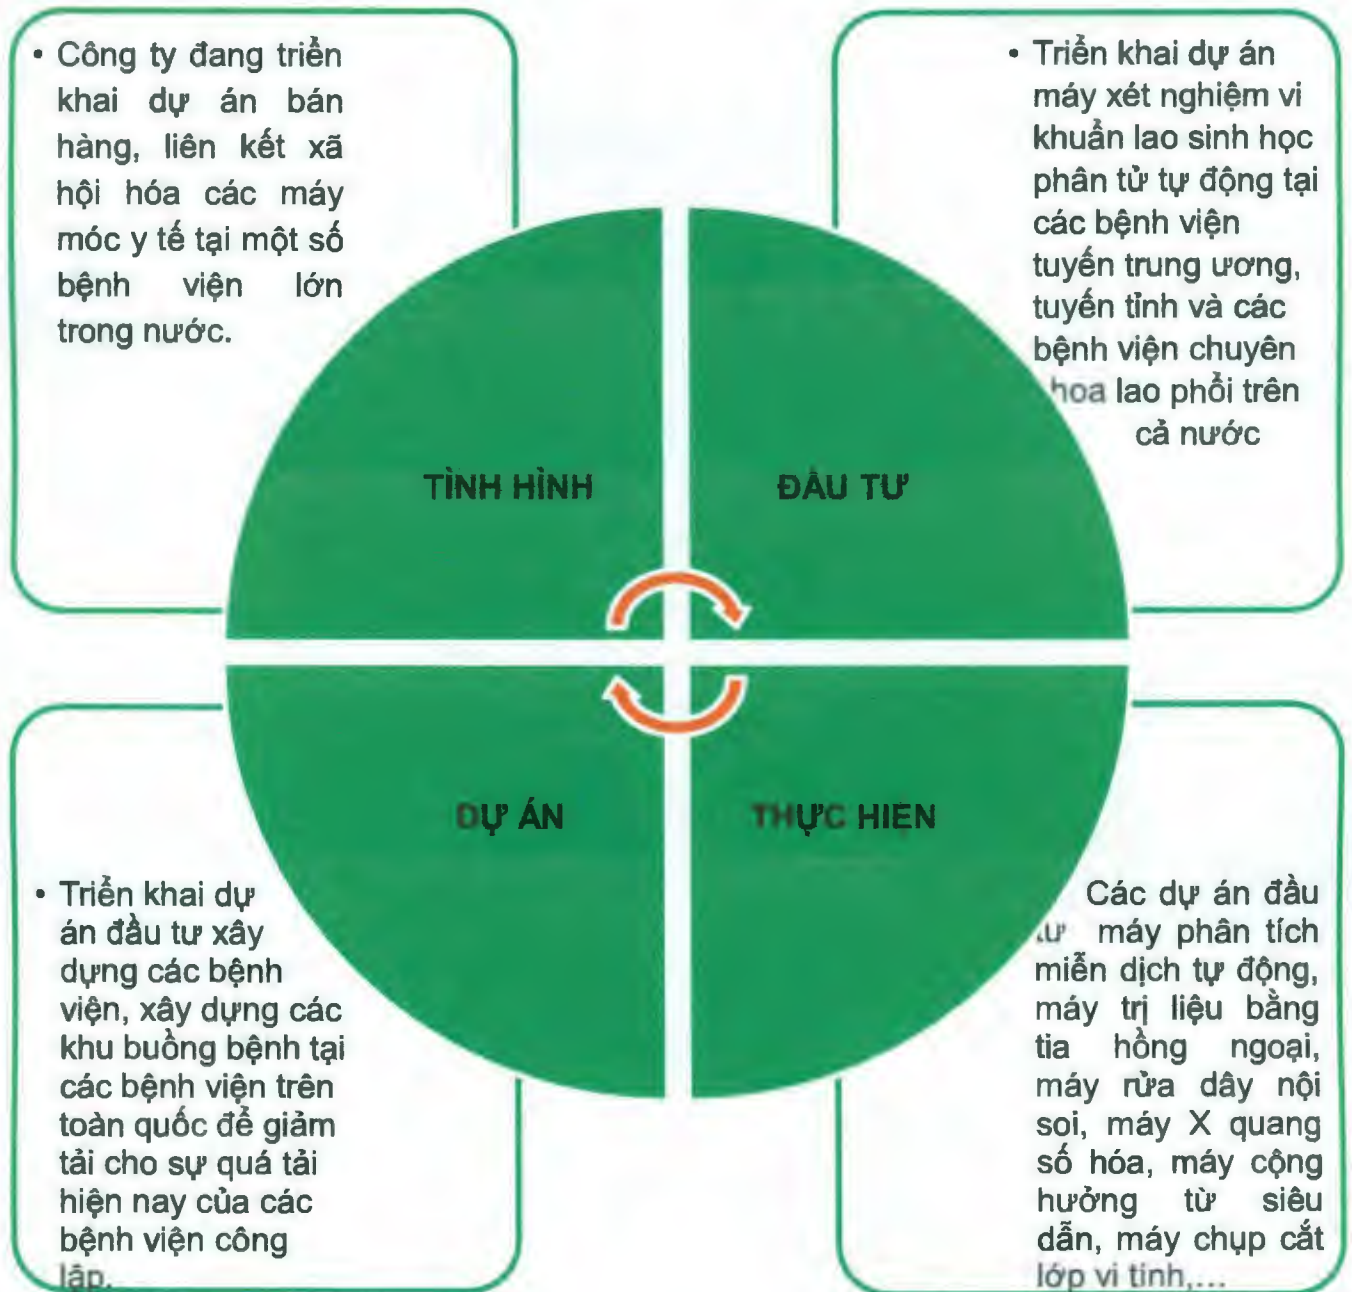 • Công ty đang triển
khai dự án bán
hàng, liên kết xã
hội hóa các máy
móc y tế tại một số
bệnh viện lớn
trong nước.
• Triển khai dự án
máy xét nghiệm vi
khuẩn lao sinh học
phân tử tự động tại
các bệnh viện
tuyến trung ương,
tuyến tỉnh và các
bệnh viện chuyên
hoa lao phổi trên
cả nước
TÌNH HÌNH
ĐẦU TƯ
DỰ ÁN
THỰC HIỆN
• Triển khai dự
án đầu tư xây
dựng các bệnh
viện, xây dựng các
khu buồng bệnh tại
các bệnh viện trên
toàn quốc để giảm
tải cho sự quá tải
hiện nay của các
bệnh viện công
lập.
Các dự án đầu
tư máy phân tích
miễn dịch tự động,
máy trị liệu bằng
tia hồng ngoại,
máy rửa dây nội
soi, máy X quang
số hóa, máy cộng
hưởng từ siêu
dẫn, máy chụp cắt
lớp vi tính,...